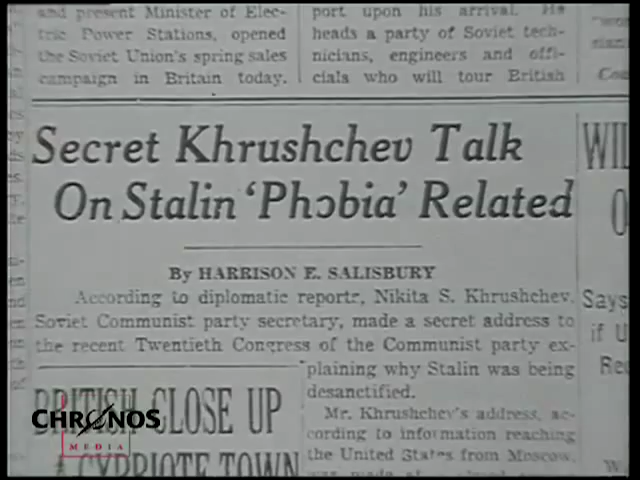 and present Minister of Elec-
tric Power Stations, opened
the Soviet Union's spring sales
campaign in Britain today.
port upon his arrival. He
heads a party of Soviet tech-
nicians, engineers and offi-
cials who will tour British
Secret Khrushchev Talk
On Stalin 'Phobia' Related
By HARRISON E. SALISBURY
According to diplomatic reports, Nikita S. Khrushchev,
Soviet Communist party secretary, made a secret address to
the recent Twentieth Congress of the Communist party ex-
plaining why Stalin was being
desanctified.
Mr. Khrushchev's address, ac-
cording to information reaching
the United States from Moscow,
BRITISH CLOSE UP
A CYPRIOTE TOWN
Says
if U
CHRONOS
MEDIA